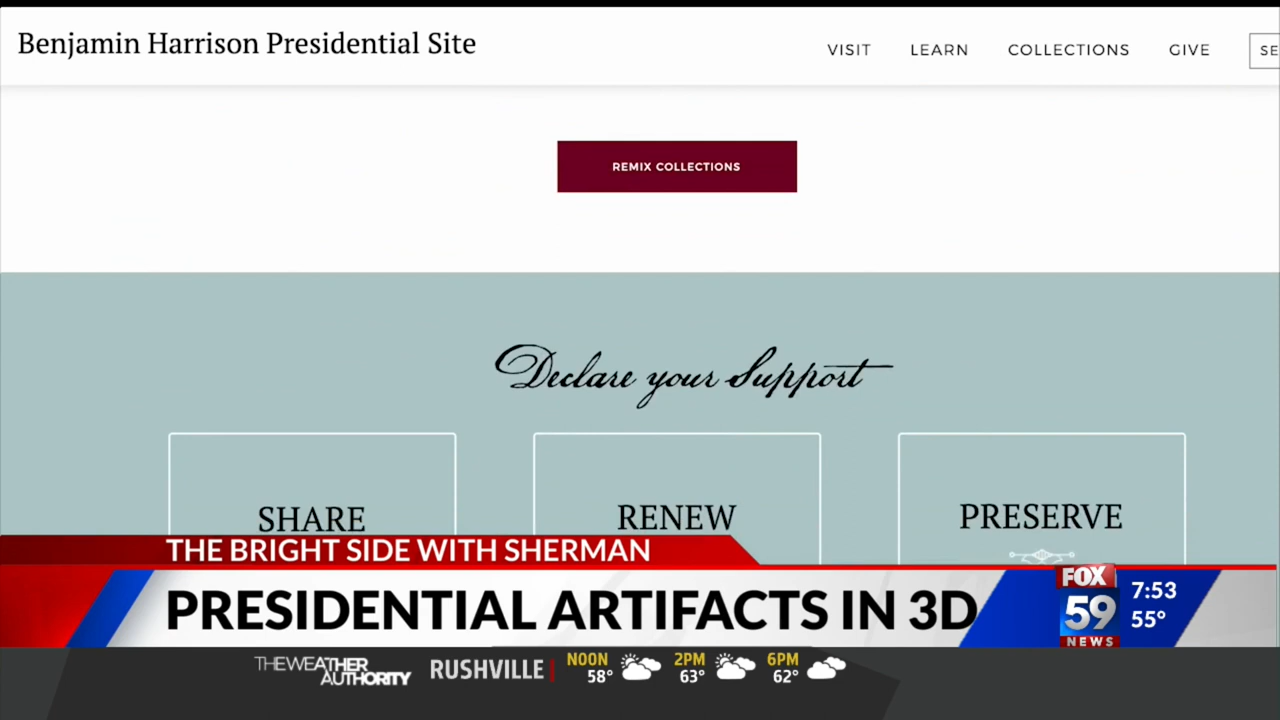 Benjamin Harrison Presidential Site
VISIT LEARN COLLECTIONS GIVE SE
REMIX COLLECTIONS
Declare your Support
SHARE RENEW PRESERVE
THE BRIGHT SIDE WITH SHERMAN
PRESIDENTIAL ARTIFACTS IN 3D
FOX
59
NEWS
7:53
55°
THE WEATHER
AUTHORITY
RUSHVILLE
NOON 2PM 6PM
58° 63° 62°